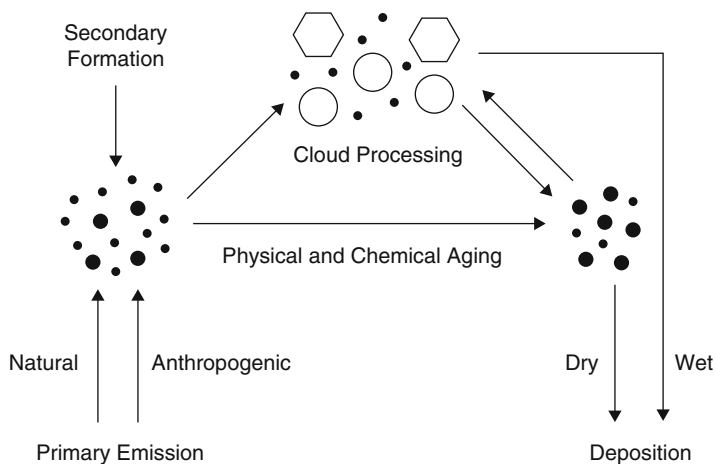 Secondary
Formation
Cloud Processing
Physical and Chemical Aging
Natural
Anthropogenic
Dry
Wet
Primary Emission
Deposition